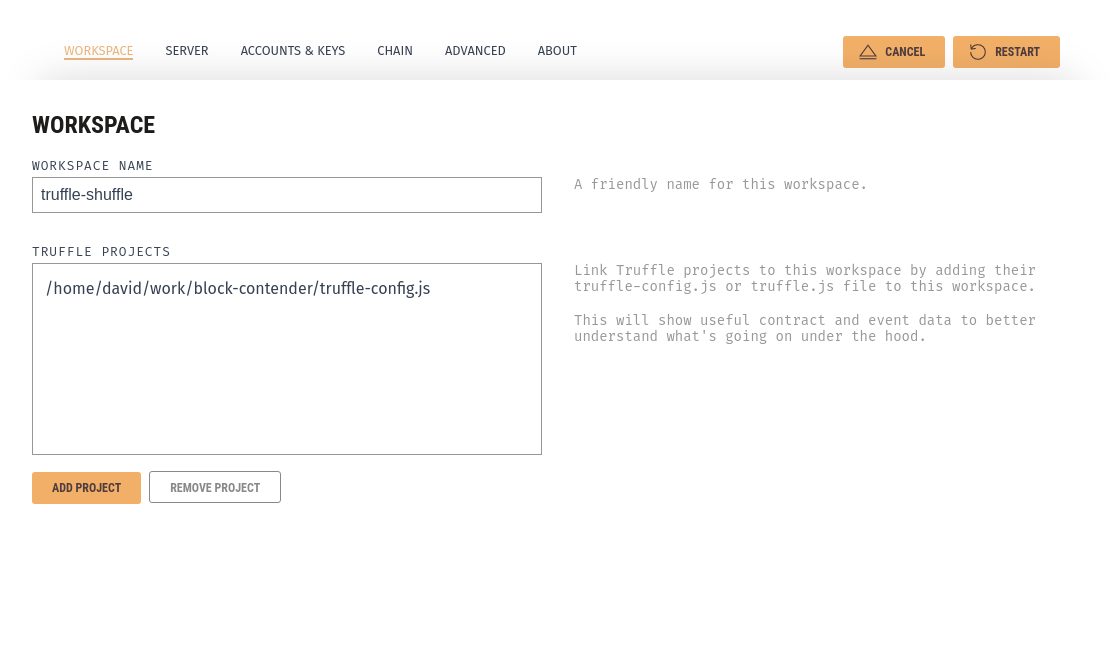 WORKSPACE SERVER ACCOUNTS & KEYS CHAIN ADVANCED ABOUT CANCEL RESTART
WORKSPACE
WORKSPACE NAME
truffle-shuffle
A friendly name for this workspace.
TRUFFLE PROJECTS
/home/david/work/block-contender/truffle-config.js
Link Truffle projects to this workspace by adding their
truffle-config.js or truffle.js file to this workspace.
This will show useful contract and event data to better
understand what's going on under the hood.
ADD PROJECT REMOVE PROJECT